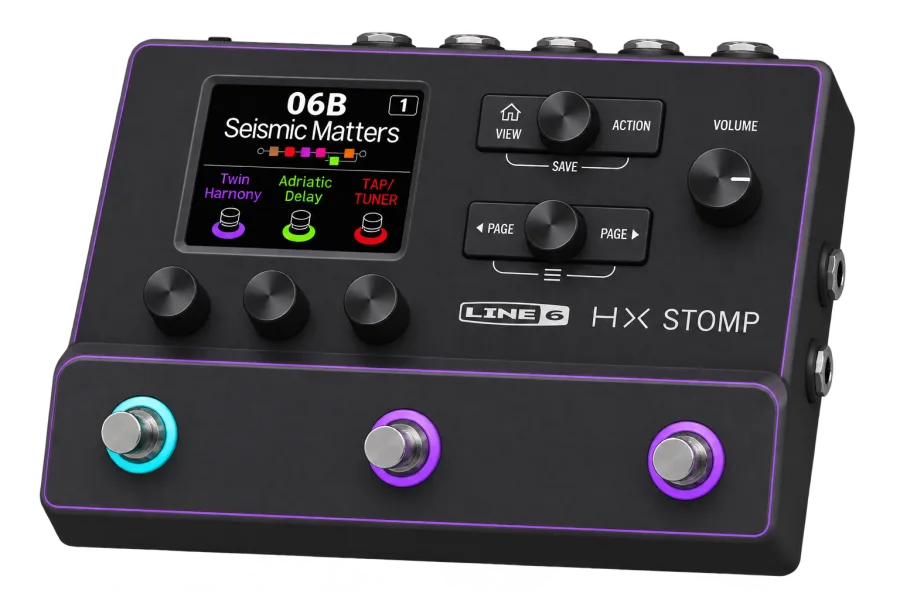 06B
1
Seismic Matters
Twin
Harnony
Adriatic
Delay
TAP/
TUNER
VIEW
ACTION
SAVE
VOLUME
PAGE
PAGE
LINE 6
HX STOMP